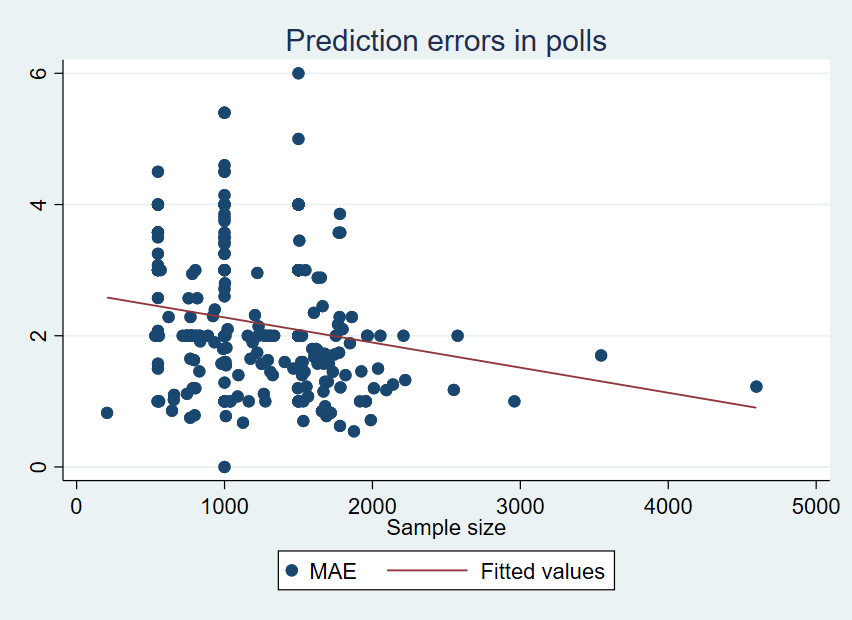 Prediction errors in polls
6
4
2
0
0 1000 2000 3000 4000 5000
Sample size
MAE Fitted values